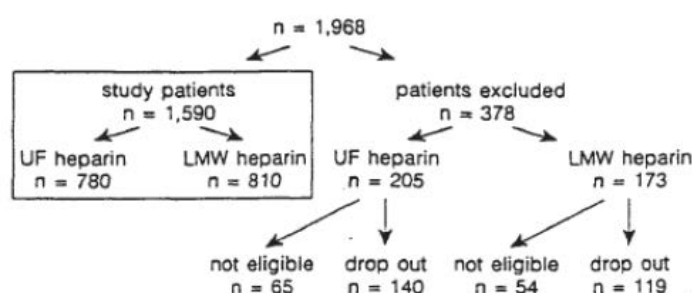 n = 1,968
study patients
n = 1,590
patients excluded
n = 378
UF heparin
n = 780
LMW heparin
n = 810
UF heparin
n = 205
LMW heparin
n = 173
not eligible
n = 65
drop out
n = 140
not eligible
n = 54
drop out
n = 119